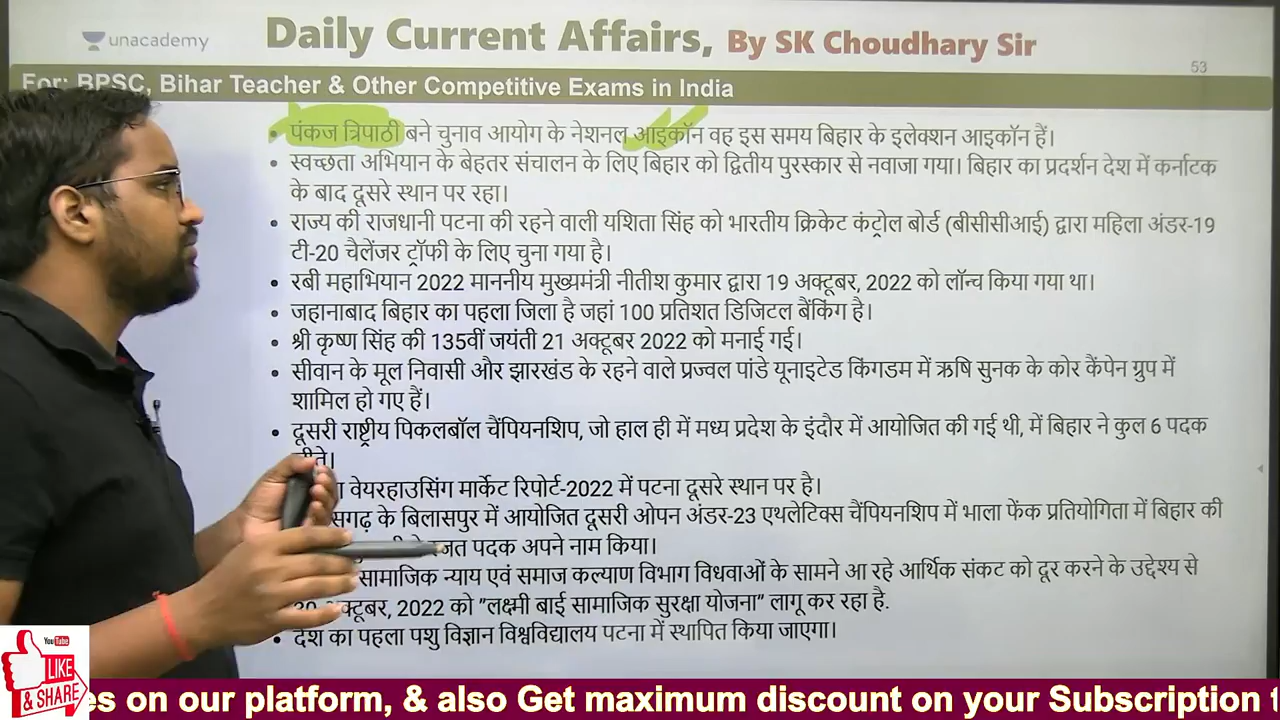 unacademy
Daily Current Affairs, By SK Choudhary Sir
53
For: BPSC, Bihar Teacher & Other Competitive Exams in India
• पंकज त्रिपाठी बने चुनाव आयोग के नेशनल आइकॉन वह इस समय बिहार के इलेक्शन आइकॉन हैं।
• स्वच्छता अभियान के बेहतर संचालन के लिए बिहार को द्वितीय पुरस्कार से नवाजा गया। बिहार का प्रदर्शन देश में कर्नाटक
के बाद दूसरे स्थान पर रहा।
• राज्य की राजधानी पटना की रहने वाली यशिता सिंह को भारतीय क्रिकेट कंट्रोल बोर्ड (बीसीसीआई) द्वारा महिला अंडर-19
टी-20 चैलेंजर ट्रॉफी के लिए चुना गया है।
• रबी महाभियान 2022 माननीय मुख्यमंत्री नीतीश कुमार द्वारा 19 अक्टूबर, 2022 को लॉन्च किया गया था।
• जहानाबाद बिहार का पहला जिला है जहां 100 प्रतिशत डिजिटल बैंकिंग है।
• श्री कृष्ण सिंह की 135वीं जयंती 21 अक्टूबर 2022 को मनाई गई।
• सीवान के मूल निवासी और झारखंड के रहने वाले प्रज्वल पांडे यूनाइटेड किंगडम में ऋषि सुनक के कोर कैंपेन ग्रुप में
शामिल हो गए हैं।
• दूसरी राष्ट्रीय पिकलबॉल चैंपियनशिप, जो हाल ही में मध्य प्रदेश के इंदौर में आयोजित की गई थी, में बिहार ने कुल 6 पदक
जीते।
वेयरहाउसिंग मार्केट रिपोर्ट-2022 में पटना दूसरे स्थान पर है।
के बिलासपुर में आयोजित दूसरी ओपन अंडर-23 एथलेटिक्स चैंपियनशिप में भाला फेंक प्रतियोगिता में बिहार की
रजत पदक अपने नाम किया।
सामाजिक न्याय एवं समाज कल्याण विभाग विधवाओं के सामने आ रहे आर्थिक संकट को दूर करने के उद्देश्य से
अक्टूबर, 2022 को "लक्ष्मी बाई सामाजिक सुरक्षा योजना" लागू कर रहा है.
• देश का पहला पशु विज्ञान विश्वविद्यालय पटना में स्थापित किया जाएगा।
YouTube
LIKE
& SHARE
es on our platform, & also Get maximum discount on your Subscription t